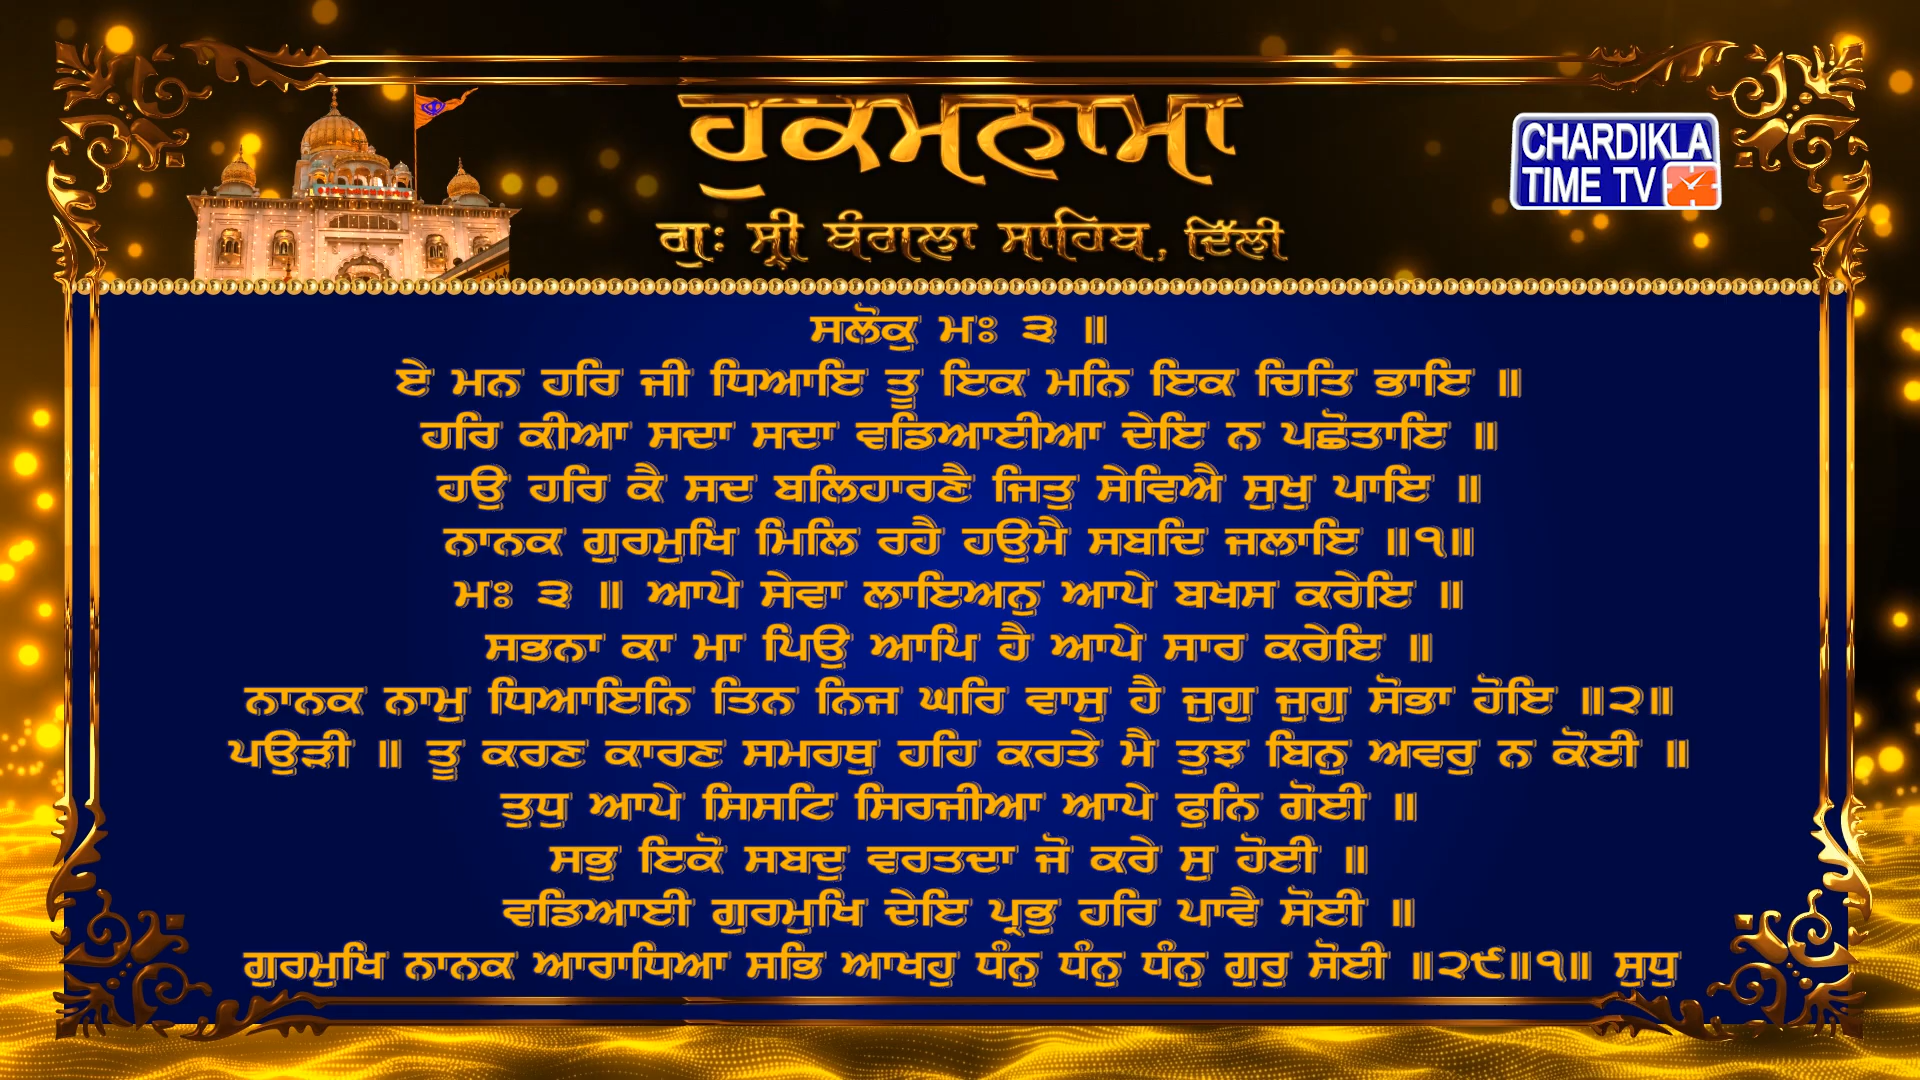 ਹੁਕਮਨਾਮਾ
CHARDIKLA
TIME TV
ਗੁਃ ਸ੍ਰੀ ਬੰਗਲਾ ਸਾਹਿਬ, ਦਿੱਲੀ
ਸਲੋਕੁ ਮਃ ੩ ॥
ਏ ਮਨ ਹਰਿ ਜੀ ਧਿਆਇ ਤੂ ਇਕ ਮਨਿ ਇਕ ਚਿਤਿ ਭਾਇ ॥
ਹਰਿ ਕੀਆ ਸਦਾ ਸਦਾ ਵਡਿਆਈਆ ਦੇਇ ਨ ਪਛੋਤਾਇ ॥
ਹਉ ਹਰਿ ਕੈ ਸਦ ਬਲਿਹਾਰਣੈ ਜਿਤੁ ਸੇਵਿਐ ਸੁਖੁ ਪਾਇ ॥
ਨਾਨਕ ਗੁਰਮੁਖਿ ਮਿਲਿ ਰਹੈ ਹਉਮੈ ਸਬਦਿ ਜਲਾਇ ॥੧॥
ਮਃ ੩ ॥ ਆਪੇ ਸੇਵਾ ਲਾਇਅਨੁ ਆਪੇ ਬਖਸ ਕਰੇਇ ॥
ਸਭਨਾ ਕਾ ਮਾ ਪਿਉ ਆਪਿ ਹੈ ਆਪੇ ਸਾਰ ਕਰੇਇ ॥
ਨਾਨਕ ਨਾਮੁ ਧਿਆਇਨਿ ਤਿਨ ਨਿਜ ਘਰਿ ਵਾਸੁ ਹੈ ਜੁਗੁ ਜੁਗੁ ਸੋਭਾ ਹੋਇ ॥੨॥
ਪਉੜੀ ॥ ਤੂ ਕਰਣ ਕਾਰਣ ਸਮਰਥੁ ਹਹਿ ਕਰਤੇ ਮੈ ਤੁਝ ਬਿਨੁ ਅਵਰੁ ਨ ਕੋਈ ॥
ਤੁਧੁ ਆਪੇ ਸਿਸਟਿ ਸਿਰਜੀਆ ਆਪੇ ਫੁਨਿ ਗੋਈ ॥
ਸਭੁ ਇਕੋ ਸਬਦੁ ਵਰਤਦਾ ਜੋ ਕਰੇ ਸੁ ਹੋਈ ॥
ਵਡਿਆਈ ਗੁਰਮੁਖਿ ਦੇਇ ਪ੍ਰਭੁ ਹਰਿ ਪਾਵੈ ਸੋਈ ॥
ਗੁਰਮੁਖਿ ਨਾਨਕ ਆਰਾਧਿਆ ਸਭਿ ਆਖਹੁ ਧੰਨੁ ਧੰਨੁ ਧੰਨੁ ਗੁਰੁ ਸੋਈ ॥੨੯॥੧॥ ਸੁਧੁ